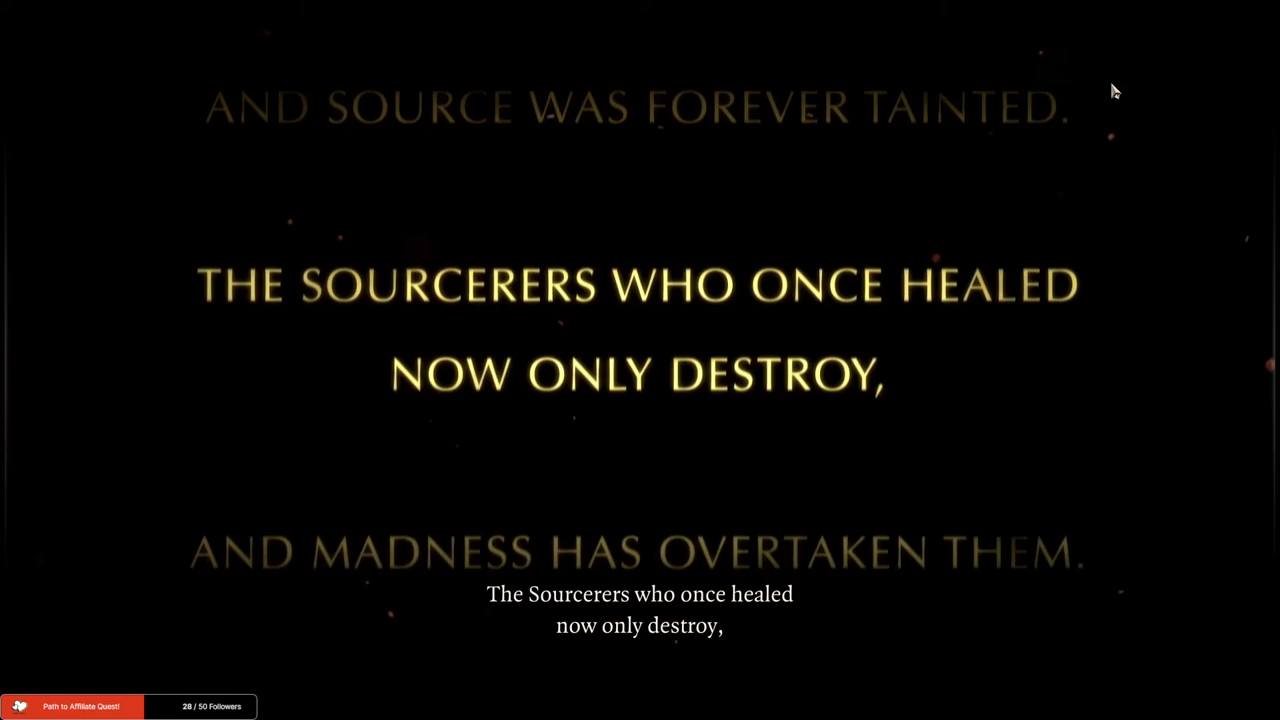 AND SOURCE WAS FOREVER TAINTED.
THE SOURCERERS WHO ONCE HEALED
NOW ONLY DESTROY,
AND MADNESS HAS OVERTAKEN THEM.
The Sourcerers who once healed
now only destroy,
Path to Affiliate Quest! 28 / 50 Followers